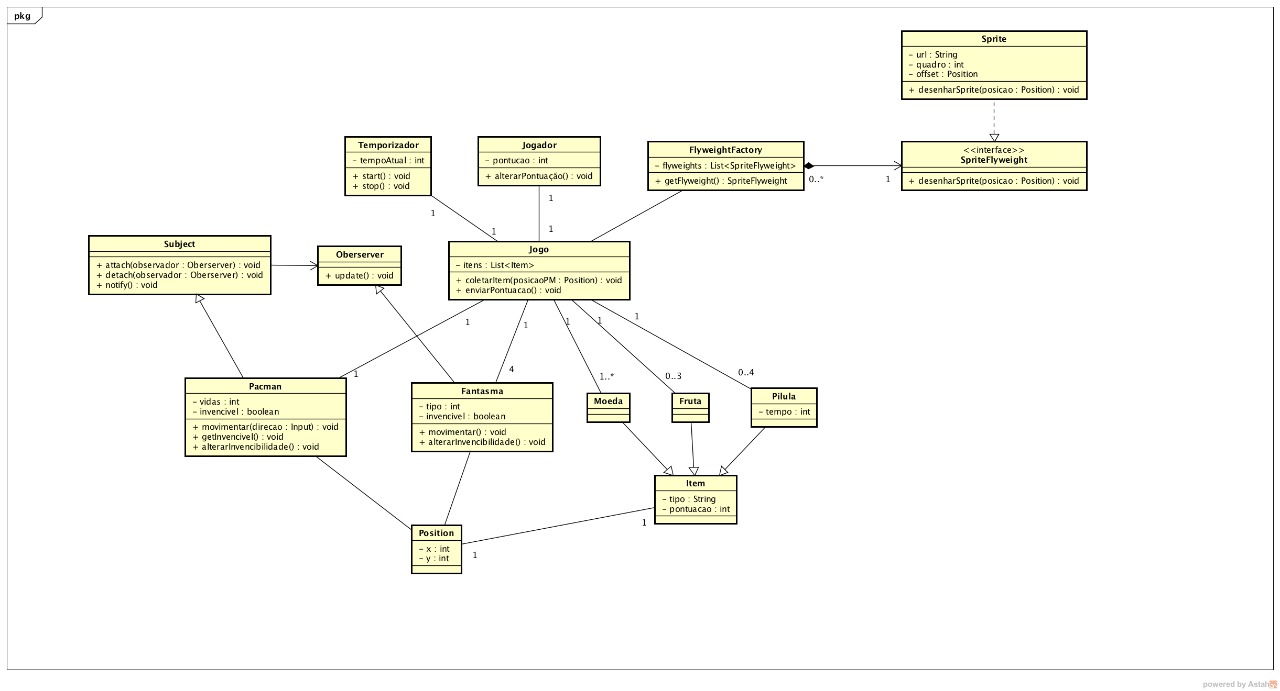 pkg
Sprite
- url : String
- quadro : int
- offset : Position
+ desenharSprite(posicao : Position) : void
Temporizador
- tempoAtual : int
+ start() : void
+ stop() : void
Jogador
- pontucao : int
+ alterarPontuação() : void
FlyweightFactory
- flyweights : List<SpriteFlyweight>
+ getFlyweight() : SpriteFlyweight
0..*
1
<<interface>>
SpriteFlyweight
+ desenharSprite(posicao : Position) : void
1
1
1
1
Subject
+ attach(observador : Oberserver) : void
+ detach(observador : Oberserver) : void
+ notify() : void
Oberserver
+ update() : void
Jogo
- itens : List<Item>
+ coletarItem(posicaoPM : Position) : void
+ enviarPontuacao() : void
1
1
1
1
1
1
4
1..*
0..3
0..4
Pacman
- vidas : int
- invencivel : boolean
+ movimentar(direcao : Input) : void
+ getInvencivel() : void
+ alterarInvencibilidade() : void
Fantasma
- tipo : int
- invencivel : boolean
+ movimentar() : void
+ alterarInvencibilidade() : void
Moeda
Fruta
Pilula
- tempo : int
Item
- tipo : String
- pontuacao : int
1
1
Position
- x : int
- y : int
powered by Astah